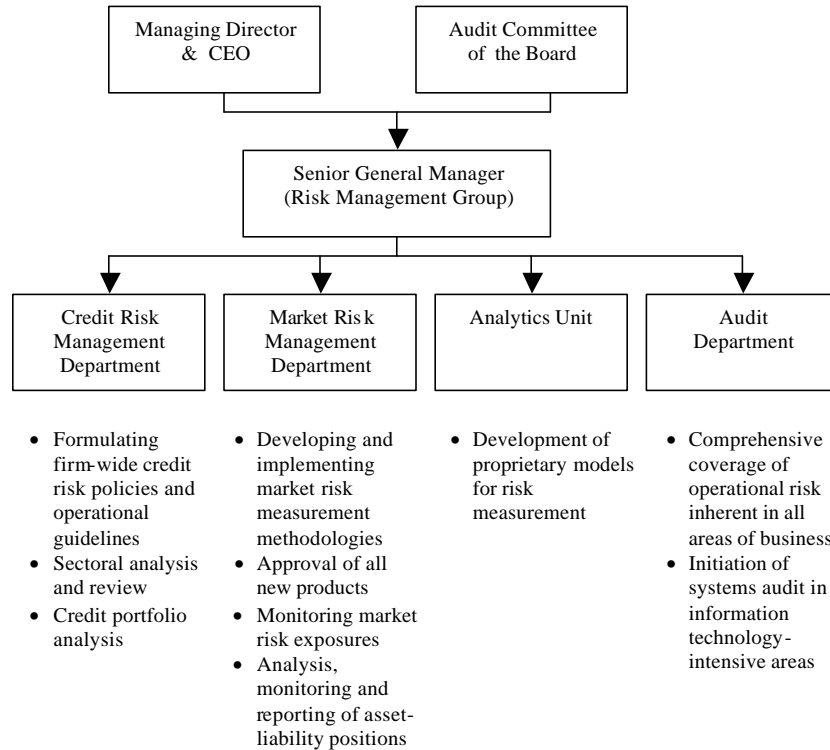 Managing Director
& CEO
Audit Committee
of the Board
Senior General Manager
(Risk Management Group)
Credit Risk
Management
Department
Market Risk
Management
Department
Analytics Unit
Audit
Department
• Formulating
firm-wide credit
risk policies and
operational
guidelines
• Sectoral analysis
and review
• Credit portfolio
analysis
• Developing and
implementing
market risk
measurement
methodologies
• Approval of all
new products
• Monitoring market
risk exposures
• Analysis,
monitoring and
reporting of asset-
liability positions
• Development of
proprietary models
for risk
measurement
• Comprehensive
coverage of
operational risk
inherent in all
areas of business
• Initiation of
systems audit in
information
technology-
intensive areas